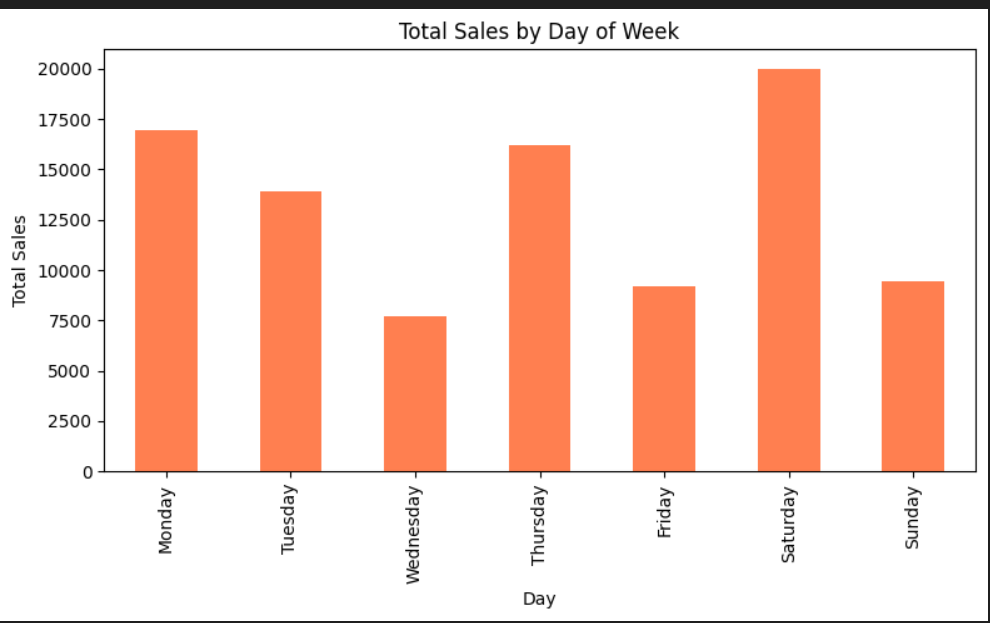 Total Sales by Day of Week
Total Sales
20000
17500
15000
12500
10000
7500
5000
2500
0
Monday
Tuesday
Wednesday
Thursday
Friday
Saturday
Sunday
Day